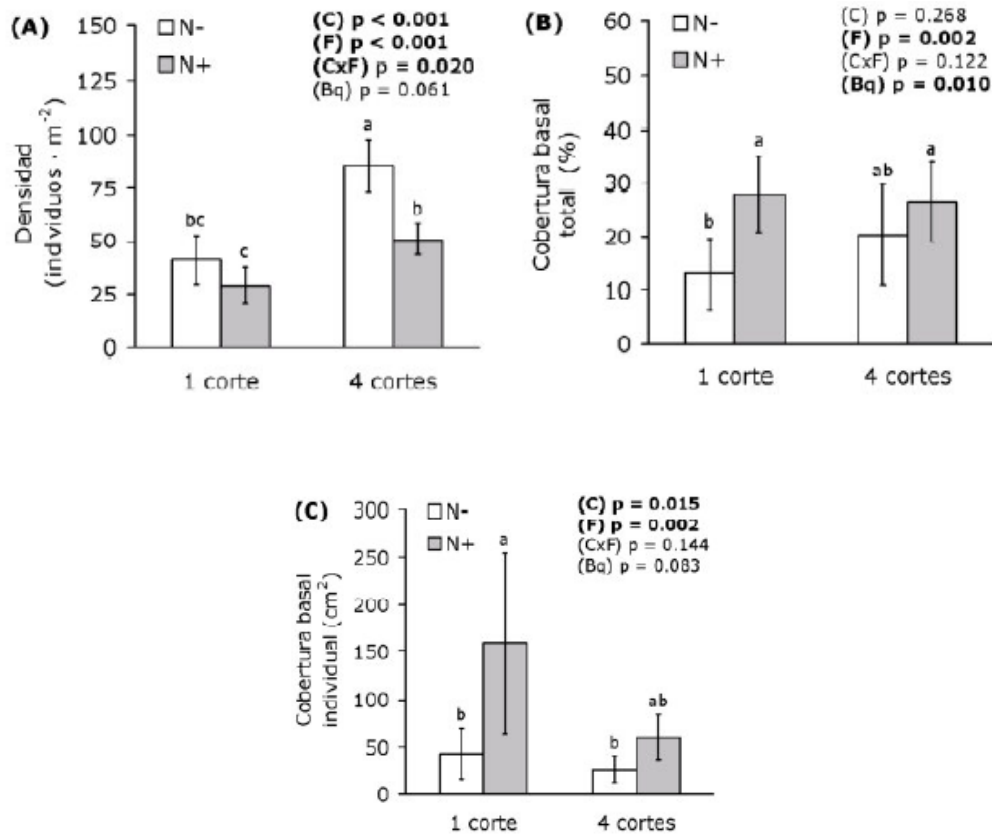 (A)
150
125
100
75
50
25
0
Densidad
(individuos · m-2)
N-
N+
(C) p < 0.001
(F) p < 0.001
(CxF) p = 0.020
(Bq) p = 0.061
bc
c
a
b
1 corte
4 cortes
(B)
60
50
40
30
20
10
0
Cobertura basal
total (%)
N-
N+
(C) p = 0.268
(F) p = 0.002
(CxF) p = 0.122
(Bq) p = 0.010
b
a
ab
a
1 corte
4 cortes
(C)
300
250
200
150
100
50
0
Cobertura basal
individual (cm2)
N-
N+
(C) p = 0.015
(F) p = 0.002
(CxF) p = 0.144
(Bq) p = 0.083
b
a
b
ab
1 corte
4 cortes